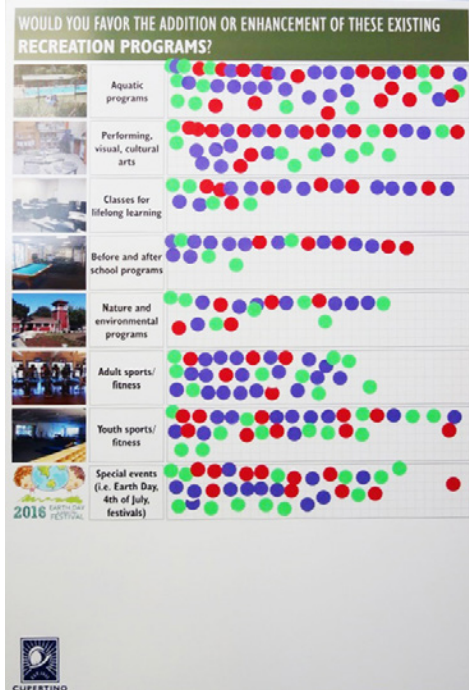 WOULD YOU FAVOR THE ADDITION OR ENHANCEMENT OF THESE EXISTING
RECREATION PROGRAMS?
Aquatic
programs
Performing,
visual, cultural
arts
Classes for
lifelong learning
Before and after
school programs
Nature and
environmental
programs
Adult sports/
fitness
Youth sports/
fitness
Special events
(i.e. Earth Day,
4th of July,
festivals)
2016 EARTH DAY
FESTIVAL
CUPERTINO